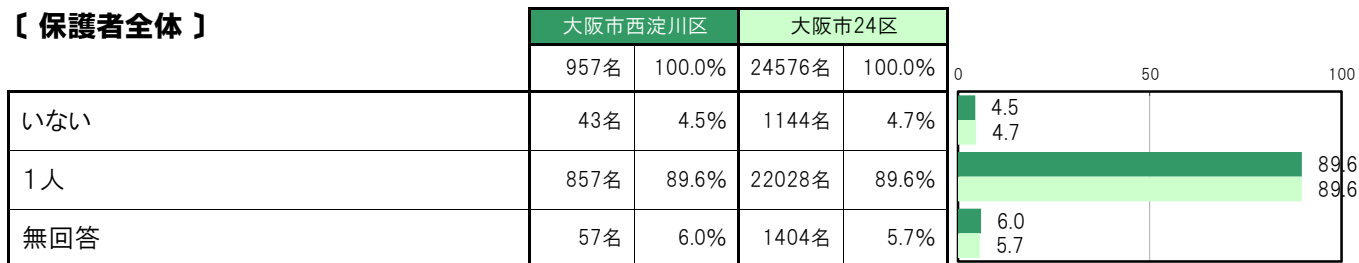 〔 保護者全体 〕
大阪市西淀川区 大阪市24区
957名 100.0% 24576名 100.0%
0 50 100
いない 43名 4.5% 1144名 4.7%
4.5
4.7
1人 857名 89.6% 22028名 89.6%
89.6
89.6
無回答 57名 6.0% 1404名 5.7%
6.0
5.7